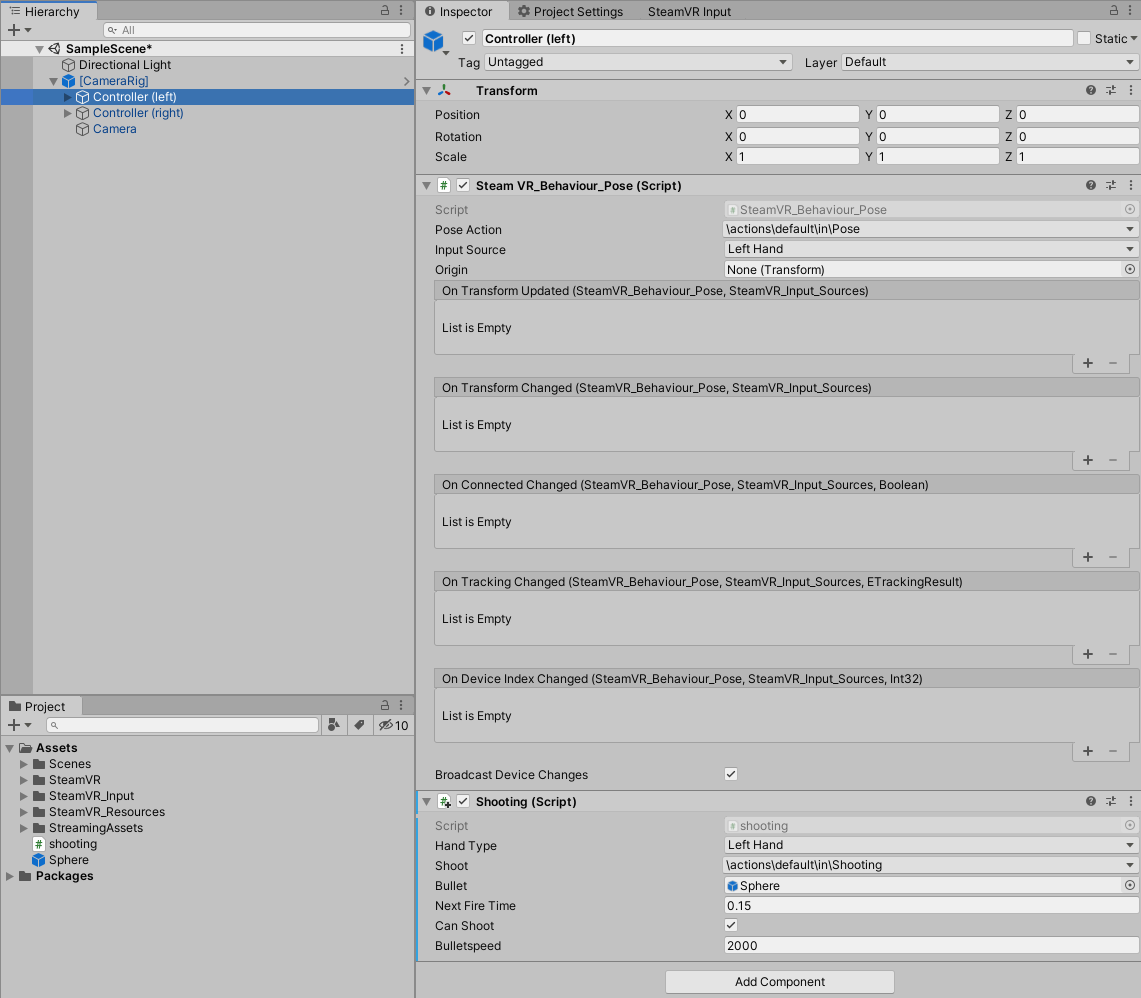 Hierarchy
All
SampleScene*
Directional Light
[CameraRig]
Controller (left)
Controller (right)
Camera
Project
10
Assets
Scenes
SteamVR
SteamVR_Input
SteamVR_Resources
StreamingAssets
shooting
Sphere
Packages
Inspector Project Settings SteamVR Input
Controller (left) Static
Tag Untagged Layer Default
Transform
Position X 0 Y 0 Z 0
Rotation X 0 Y 0 Z 0
Scale X 1 Y 1 Z 1
Steam VR_Behaviour_Pose (Script)
Script SteamVR_Behaviour_Pose
Pose Action \actions\default\in\Pose
Input Source Left Hand
Origin None (Transform)
On Transform Updated (SteamVR_Behaviour_Pose, SteamVR_Input_Sources)
List is Empty
On Transform Changed (SteamVR_Behaviour_Pose, SteamVR_Input_Sources)
List is Empty
On Connected Changed (SteamVR_Behaviour_Pose, SteamVR_Input_Sources, Boolean)
List is Empty
On Tracking Changed (SteamVR_Behaviour_Pose, SteamVR_Input_Sources, ETrackingResult)
List is Empty
On Device Index Changed (SteamVR_Behaviour_Pose, SteamVR_Input_Sources, Int32)
List is Empty
Broadcast Device Changes
Shooting (Script)
Script shooting
Hand Type Left Hand
Shoot \actions\default\in\Shooting
Bullet Sphere
Next Fire Time 0.15
Can Shoot
Bulletspeed 2000
Add Component